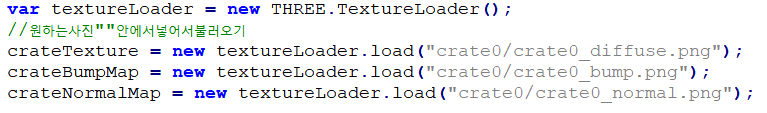 var textureLoader = new THREE.TextureLoader();
//원하는사진""안에서넣어서불러오기
crateTexture = new textureLoader.load("crate0/crate0_diffuse.png");
crateBumpMap = new textureLoader.load("crate0/crate0_bump.png");
crateNormalMap = new textureLoader.load("crate0/crate0_normal.png");